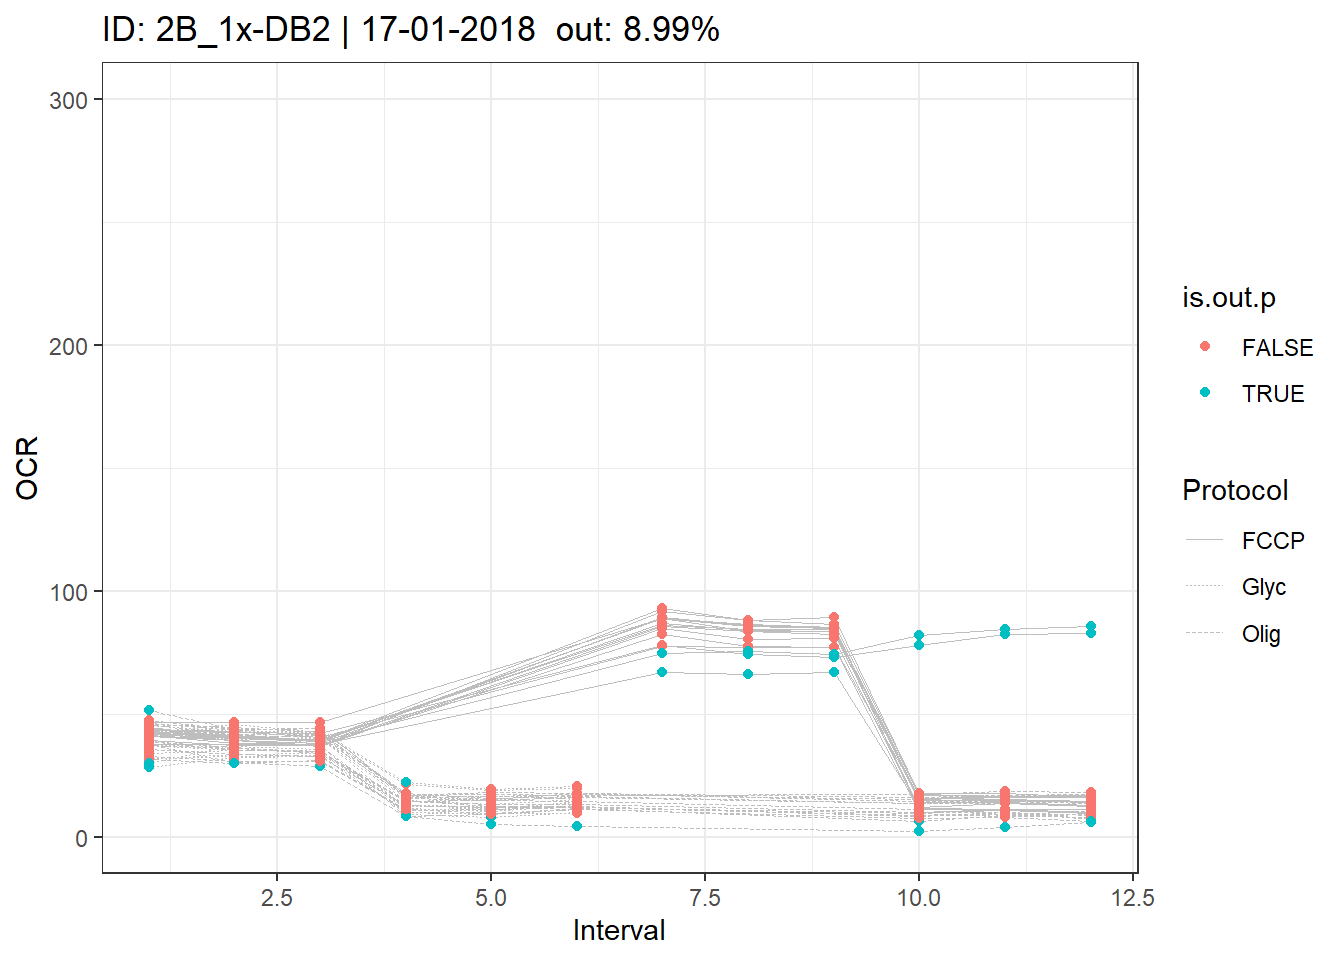 ID: 2B_1x-DB2 | 17-01-2018  out: 8.99%
300
200
100
0
OCR
2.5
5.0
7.5
10.0
12.5
Interval
is.out.p
FALSE
TRUE
Protocol
FCCP
Glyc
Olig